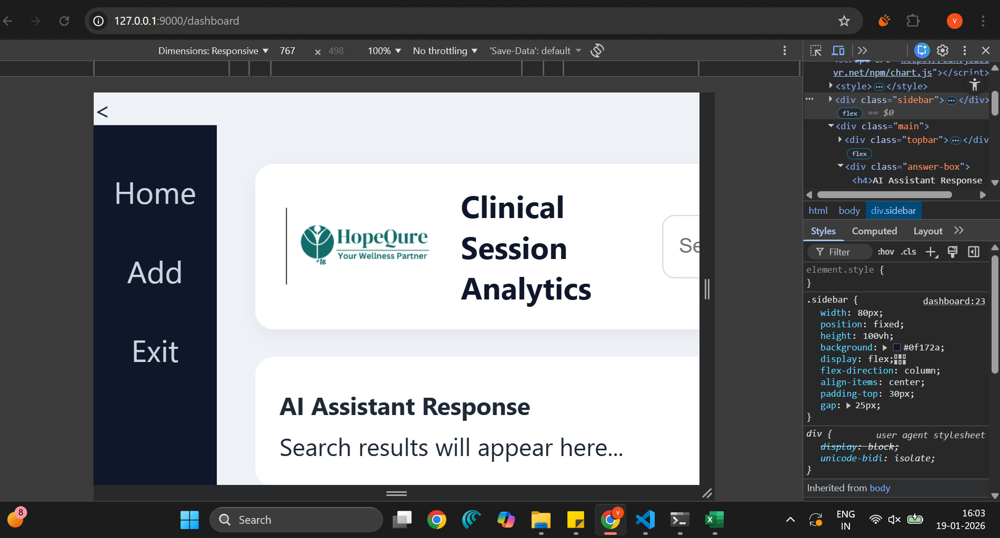 127.0.0.1:9000/dashboard
V
Dimensions: Responsive 767 × 498 100% No throttling 'Save-Data': default
<
Home
Add
Exit
HopeQure
Your Wellness Partner
Clinical
Session
Analytics
Se
AI Assistant Response
Search results will appear here...
vr.net/npm/chart.js"></script>
<style>…</style>
<div class="sidebar">…</div>
flex == $0
<div class="main">
<div class="topbar">…</div
flex
<div class="answer-box">
<h4>AI Assistant Response
html body div.sidebar
Styles Computed Layout
Filter :hov .cls
element.style {
}
.sidebar { dashboard:23
width: 80px;
position: fixed;
height: 100vh;
background: #0f172a;
display: flex;
flex-direction: column;
align-items: center;
padding-top: 30px;
gap: 25px;
}
div { user agent stylesheet
display: block;
unicode-bidi: isolate;
}
Inherited from body
8
Search
V
ENG
IN
16:03
19-01-2026